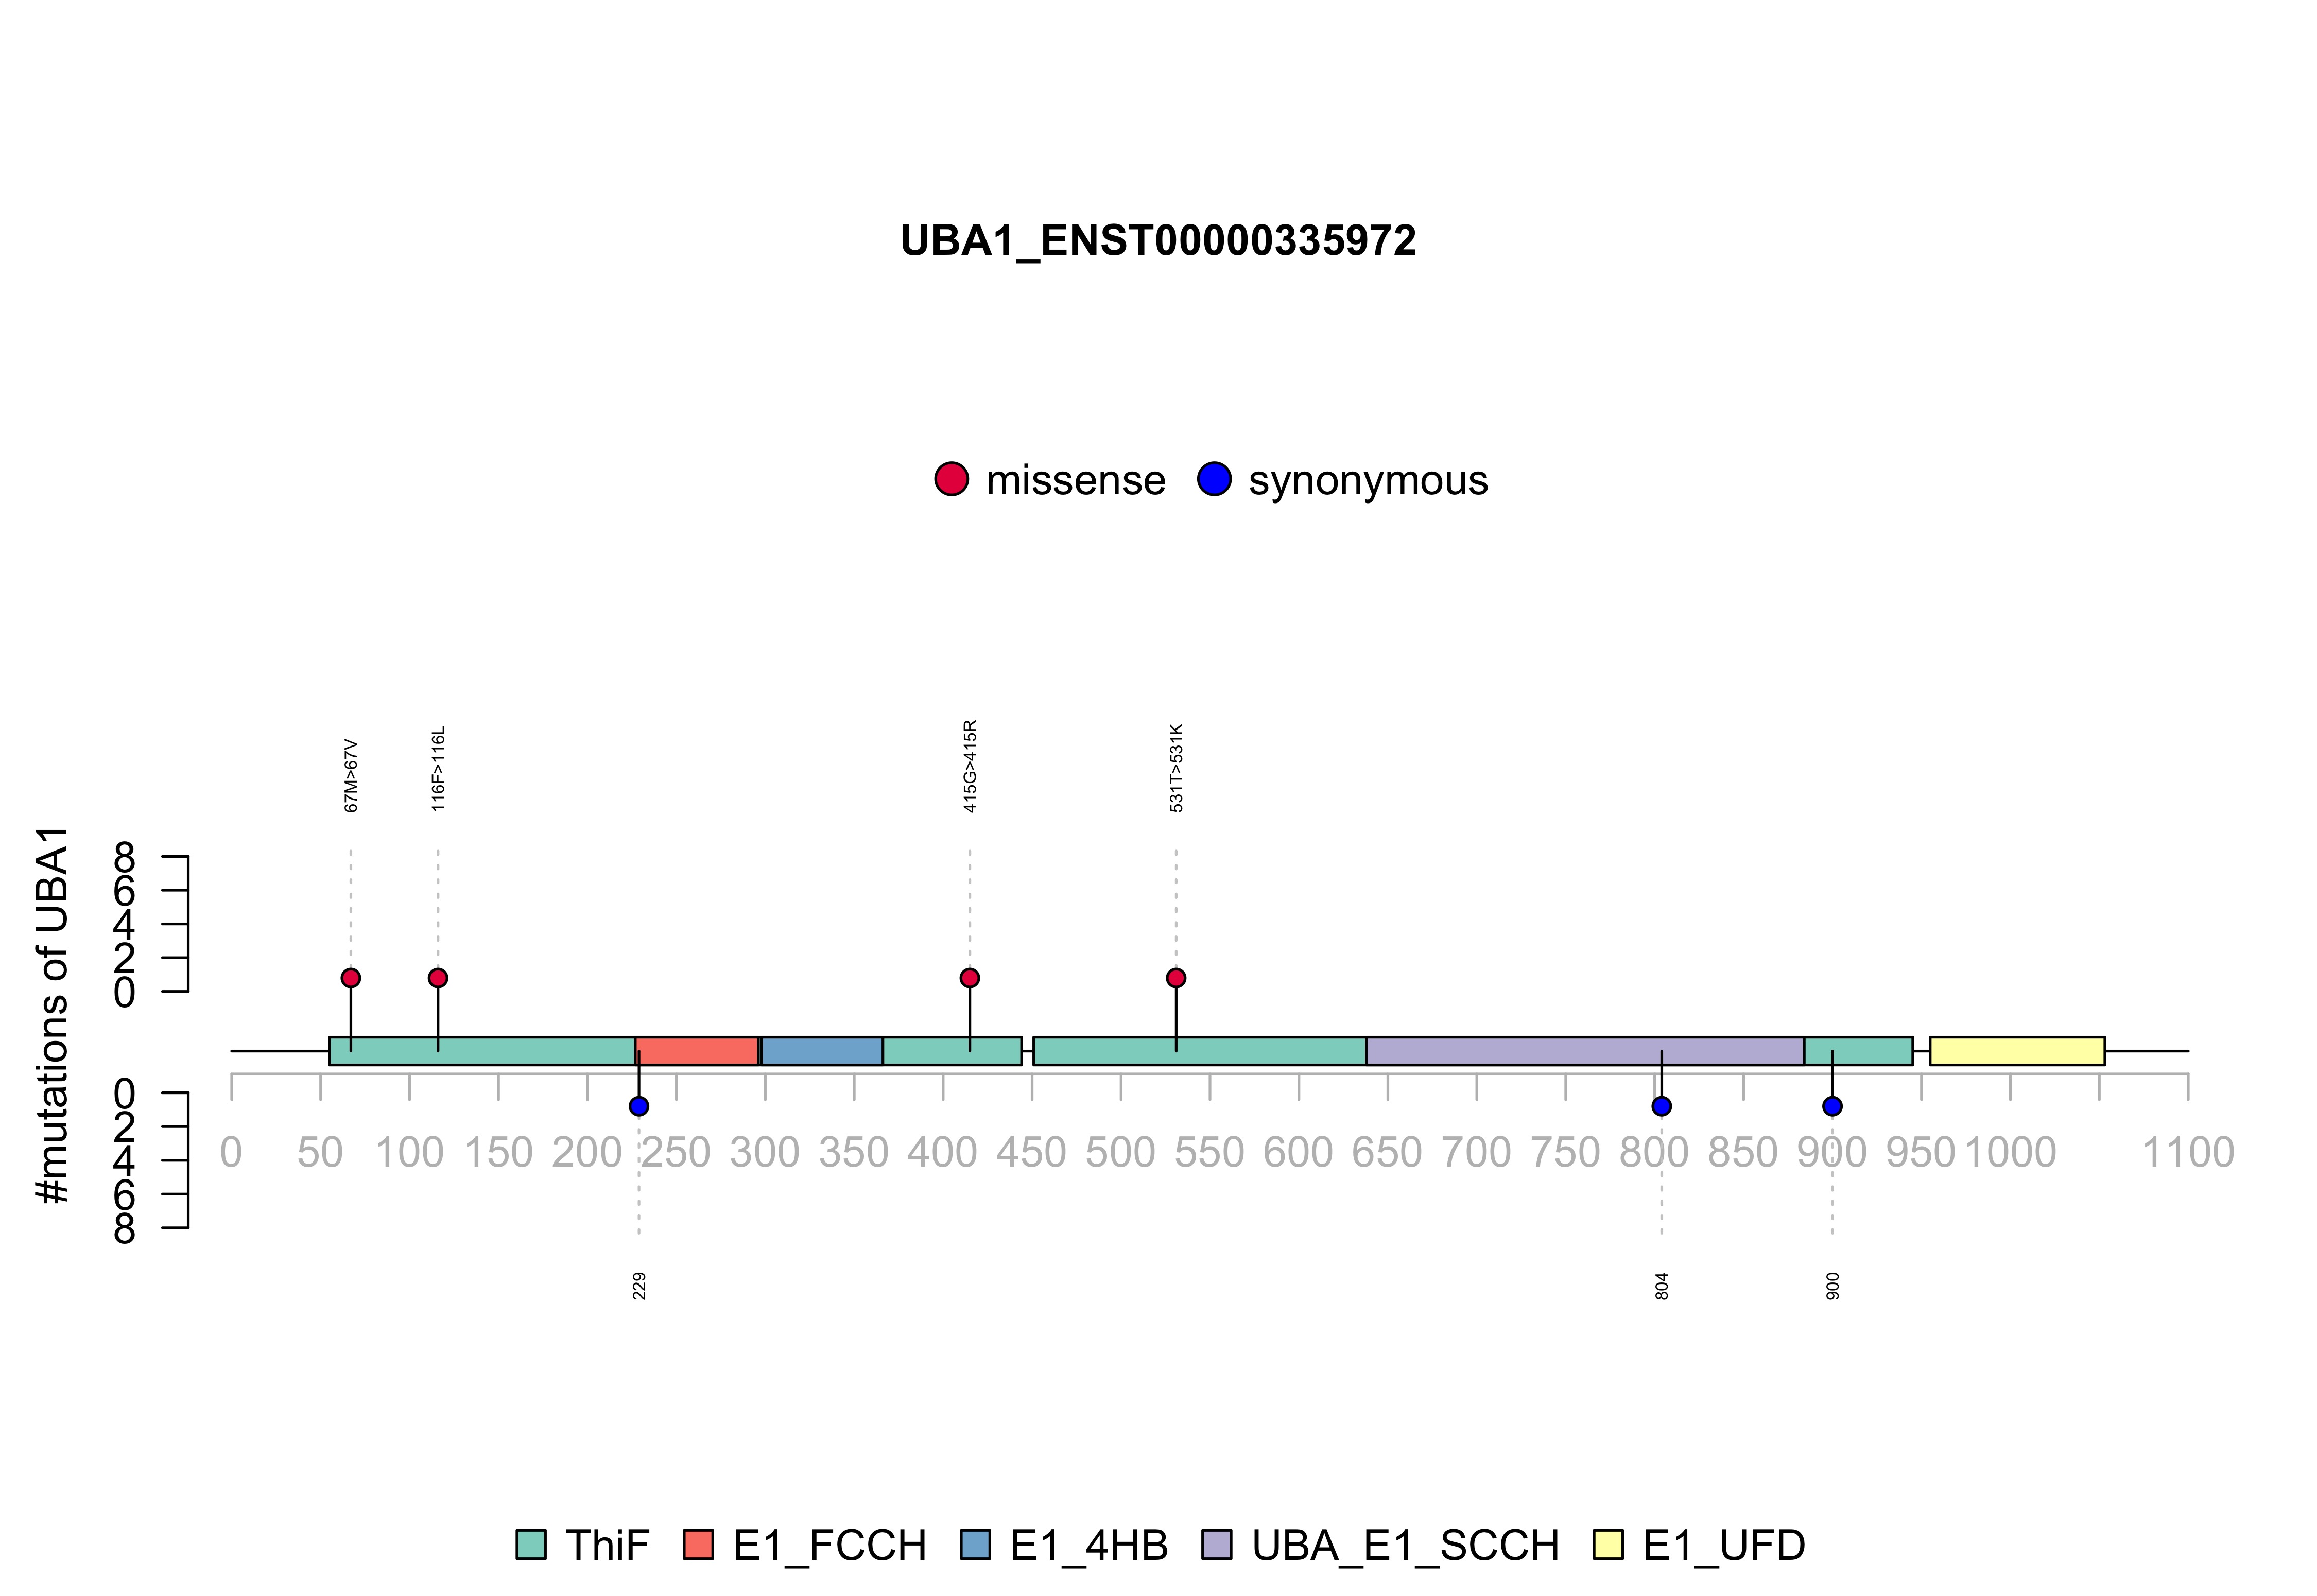 UBA1_ENST00000335972
missense synonymous
67M>67V
116F>116L
415G>415R
531T>531K
#mutations of UBA1
8
6
4
2
0
0
2
4
6
8
0 50 100 150 200 250 300 350 400 450 500 550 600 650 700 750 800 850 900 950 1000 1100
229
804
900
ThiF E1_FCCH E1_4HB UBA_E1_SCCH E1_UFD